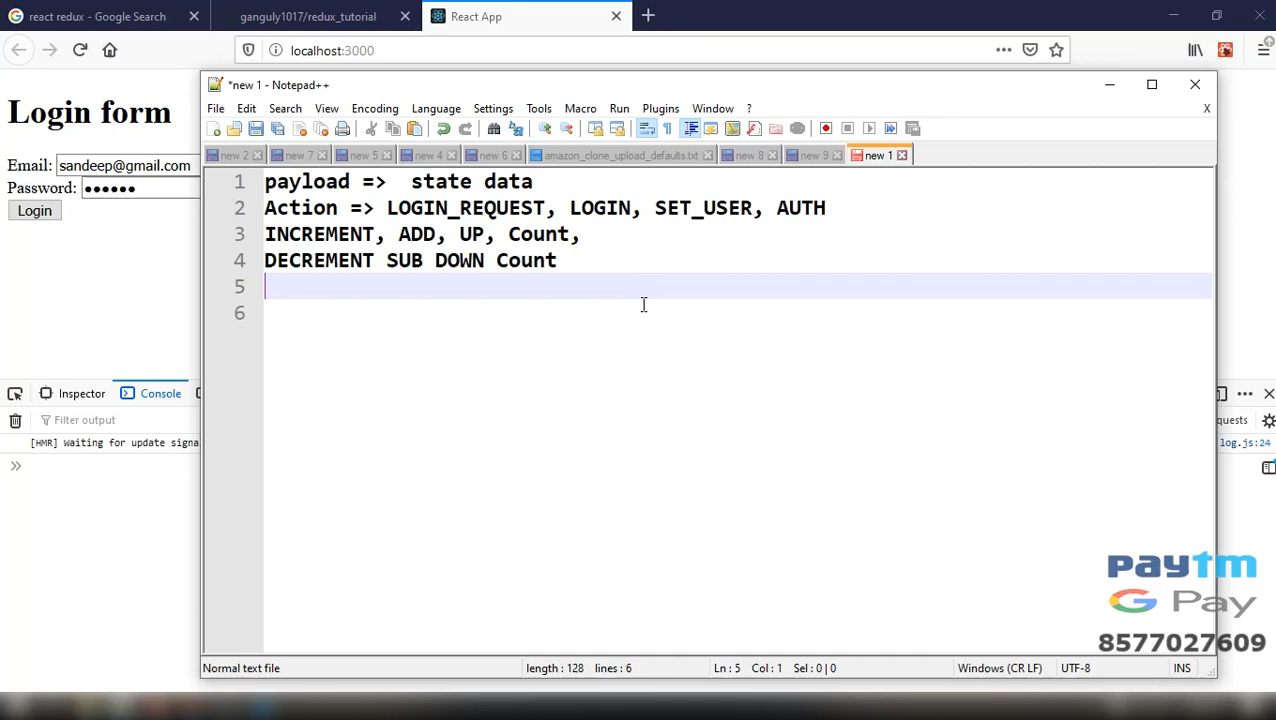 react redux - Google Search
ganguly1017/redux_tutorial
React App
localhost:3000
Login form
Email: sandeep@gmail.com
Password: ●●●●●●
Login
*new 1 - Notepad++
File Edit Search View Encoding Language Settings Tools Macro Run Plugins Window ? X
new 2 new 7 new 5 new 4 new 6 amazon_clone_upload_defaults.txt new 8 new 9 new 1
1 payload => state data
2 Action => LOGIN_REQUEST, LOGIN, SET_USER, AUTH
3 INCREMENT, ADD, UP, Count,
4 DECREMENT SUB DOWN Count
5
6
Inspector Console
Filter output
quests
[HMR] Waiting for update signa
log.js:24
Normal text file length : 128 lines : 6 Ln : 5 Col : 1 Sel : 0 | 0 Windows (CR LF) UTF-8 INS
paytm
G Pay
8577027609